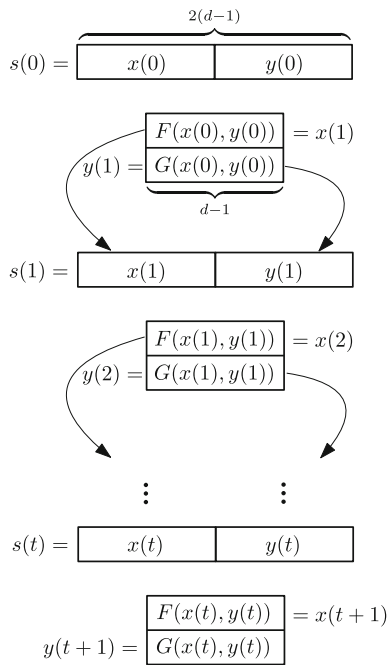 2(d−1)
s(0) = x(0) y(0)
F(x(0), y(0)) = x(1)
y(1) = G(x(0), y(0))
d−1
s(1) = x(1) y(1)
F(x(1), y(1)) = x(2)
y(2) = G(x(1), y(1))
⋮ ⋮
s(t) = x(t) y(t)
F(x(t), y(t)) = x(t+1)
y(t+1) = G(x(t), y(t))